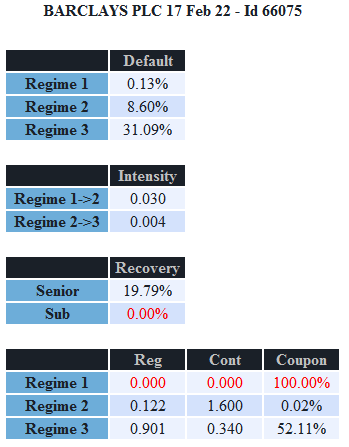 BARCLAYS PLC 17 Feb 22 - Id 66075
Default
Regime 1 0.13%
Regime 2 8.60%
Regime 3 31.09%
Intensity
Regime 1->2 0.030
Regime 2->3 0.004
Recovery
Senior 19.79%
Sub 0.00%
Reg Cont Coupon
Regime 1 0.000 0.000 100.00%
Regime 2 0.122 1.600 0.02%
Regime 3 0.901 0.340 52.11%